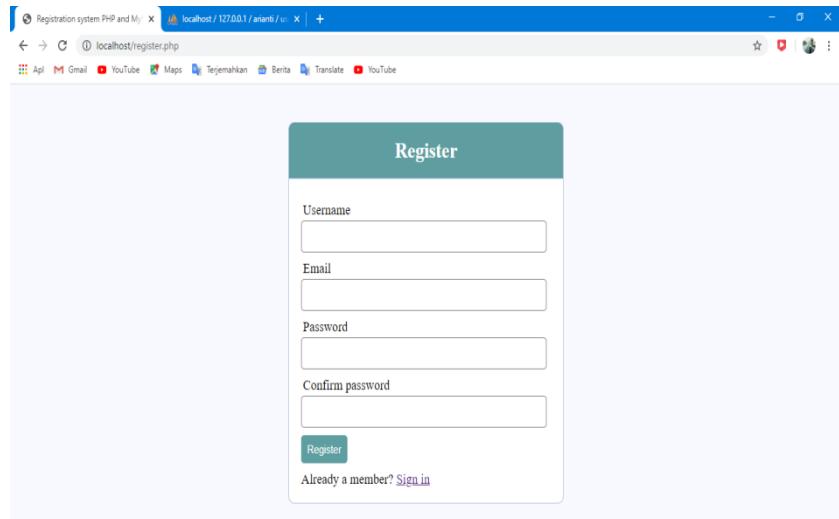 Registration system PHP and My
localhost / 127.0.0.1 / arianti / us
localhost/register.php
Apl Gmail YouTube Maps Terjemahkan Berita Translate YouTube
Register
Username
Email
Password
Confirm password
Register
Already a member? Sign in